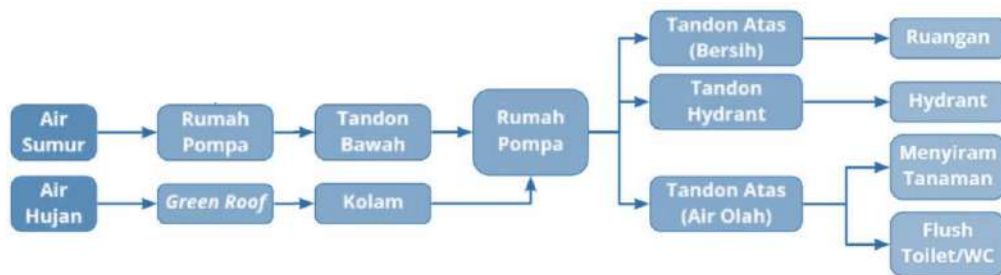 Air
Sumur
Rumah
Pompa
Tandon
Bawah
Air
Hujan
Green Roof
Kolam
Rumah
Pompa
Tandon Atas
(Bersih)
Ruangan
Tandon
Hydrant
Hydrant
Tandon Atas
(Air Olah)
Menyiram
Tanaman
Flush
Toilet/WC